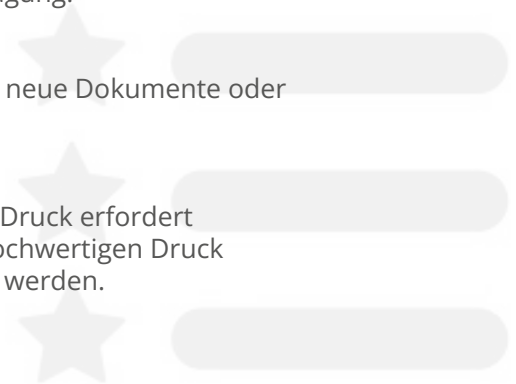 neue Dokumente oder
Druck erfordert
ochwertigen Druck
werden.